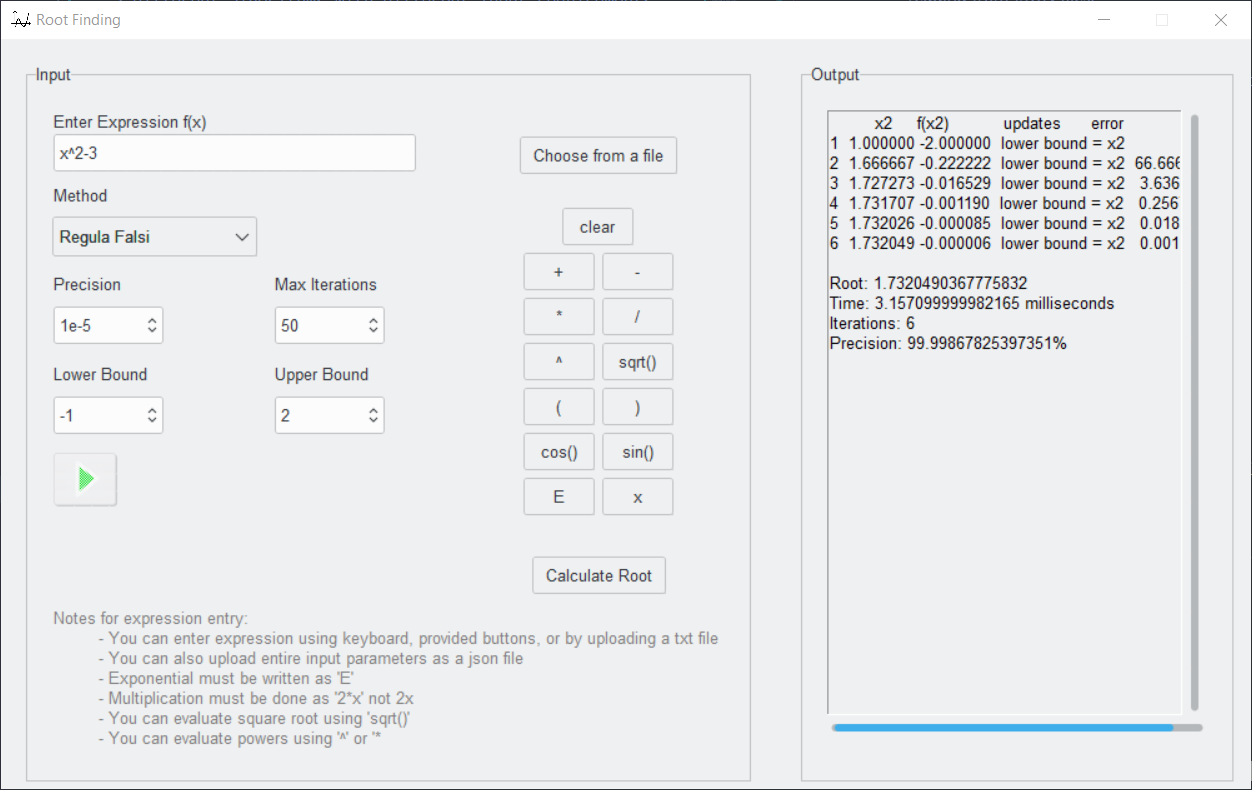 Root Finding
Input
Enter Expression f(x)
x^2-3
Choose from a file
Method
Regula Falsi
clear
+ -
* /
^ sqrt()
( )
cos() sin()
E x
Precision Max Iterations
1e-5 50
Lower Bound Upper Bound
-1 2
Calculate Root
Notes for expression entry:
- You can enter expression using keyboard, provided buttons, or by uploading a txt file
- You can also upload entire input parameters as a json file
- Exponential must be written as 'E'
- Multiplication must be done as '2*x' not 2x
- You can evaluate square root using 'sqrt()'
- You can evaluate powers using '^' or '*
Output
x2 f(x2) updates error
1 1.000000 -2.000000 lower bound = x2
2 1.666667 -0.222222 lower bound = x2 66.666
3 1.727273 -0.016529 lower bound = x2 3.636
4 1.731707 -0.001190 lower bound = x2 0.256
5 1.732026 -0.000085 lower bound = x2 0.018
6 1.732049 -0.000006 lower bound = x2 0.001
Root: 1.7320490367775832
Time: 3.157099999982165 milliseconds
Iterations: 6
Precision: 99.99867825397351%